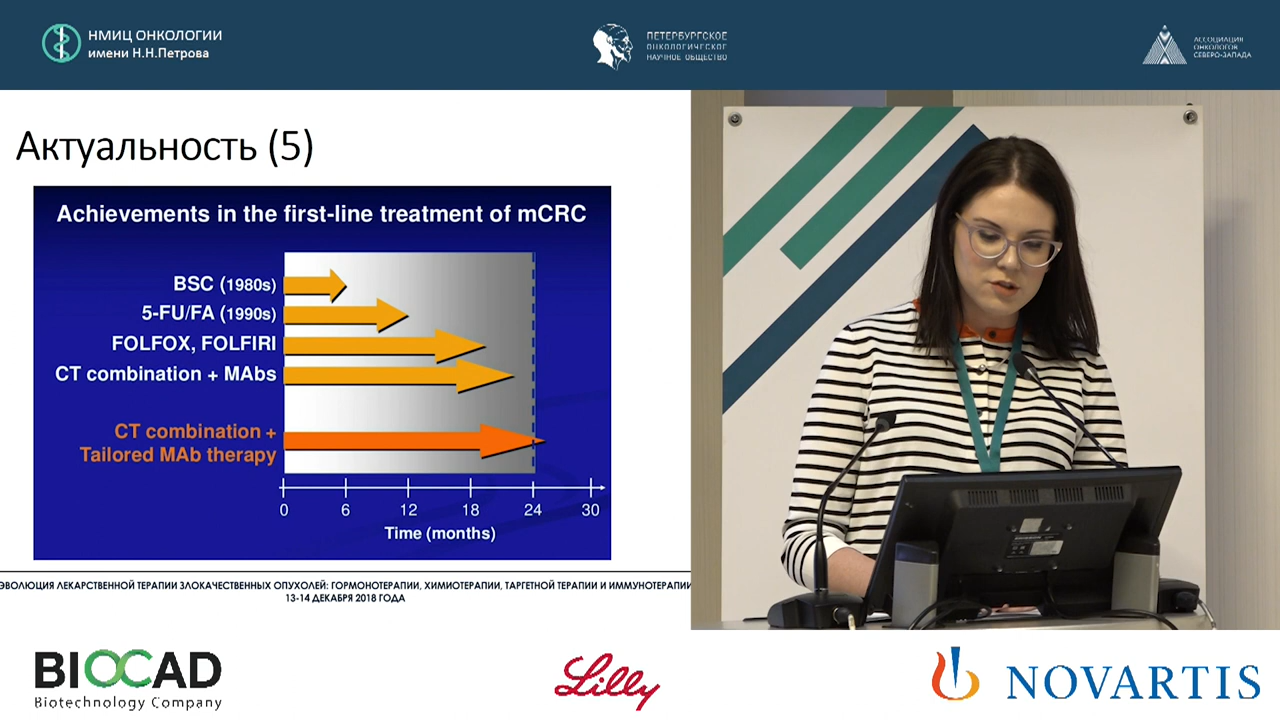 НМИЦ ОНКОЛОГИИ
имени Н.Н.Петрова
ПЕТЕРБУРГСКОЕ
ОНКОЛОГИЧЕСКОЕ
НАУЧНОЕ ОБЩЕСТВО
АССОЦИАЦИЯ
ОНКОЛОГОВ
СЕВЕРО-ЗАПАДА
Актуальность (5)
Achievements in the first-line treatment of mCRC
BSC (1980s)
5-FU/FA (1990s)
FOLFOX, FOLFIRI
CT combination + MAbs
CT combination +
Tailored MAb therapy
0 6 12 18 24 30
Time (months)
ЭВОЛЮЦИЯ ЛЕКАРСТВЕННОЙ ТЕРАПИИ ЗЛОКАЧЕСТВЕННЫХ ОПУХОЛЕЙ: ГОРМОНОТЕРАПИИ, ХИМИОТЕРАПИИ, ТАРГЕТНОЙ ТЕРАПИИ И ИММУНОТЕРАПИИ
13-14 ДЕКАБРЯ 2018 ГОДА
BIOCAD
Biotechnology Company
Lilly
NOVARTIS